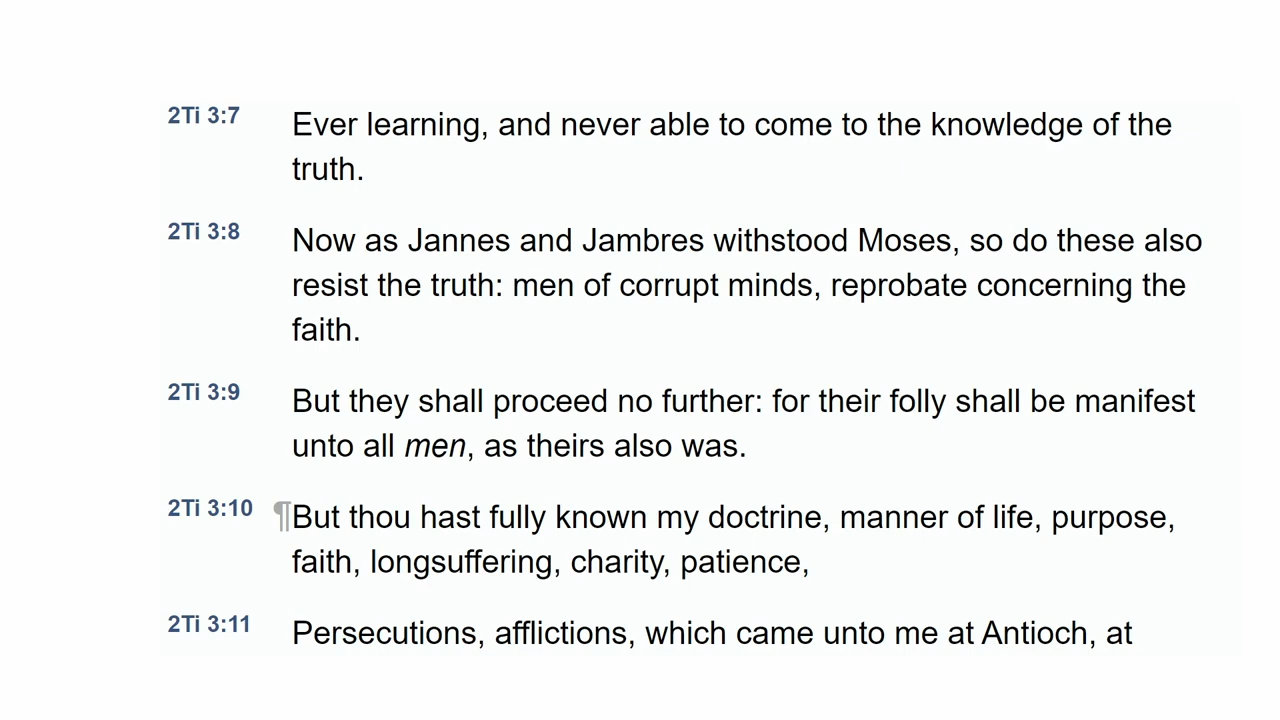 2Ti 3:7 Ever learning, and never able to come to the knowledge of the
truth.
2Ti 3:8 Now as Jannes and Jambres withstood Moses, so do these also
resist the truth: men of corrupt minds, reprobate concerning the
faith.
2Ti 3:9 But they shall proceed no further: for their folly shall be manifest
unto all men, as theirs also was.
2Ti 3:10 ¶But thou hast fully known my doctrine, manner of life, purpose,
faith, longsuffering, charity, patience,
2Ti 3:11 Persecutions, afflictions, which came unto me at Antioch, at